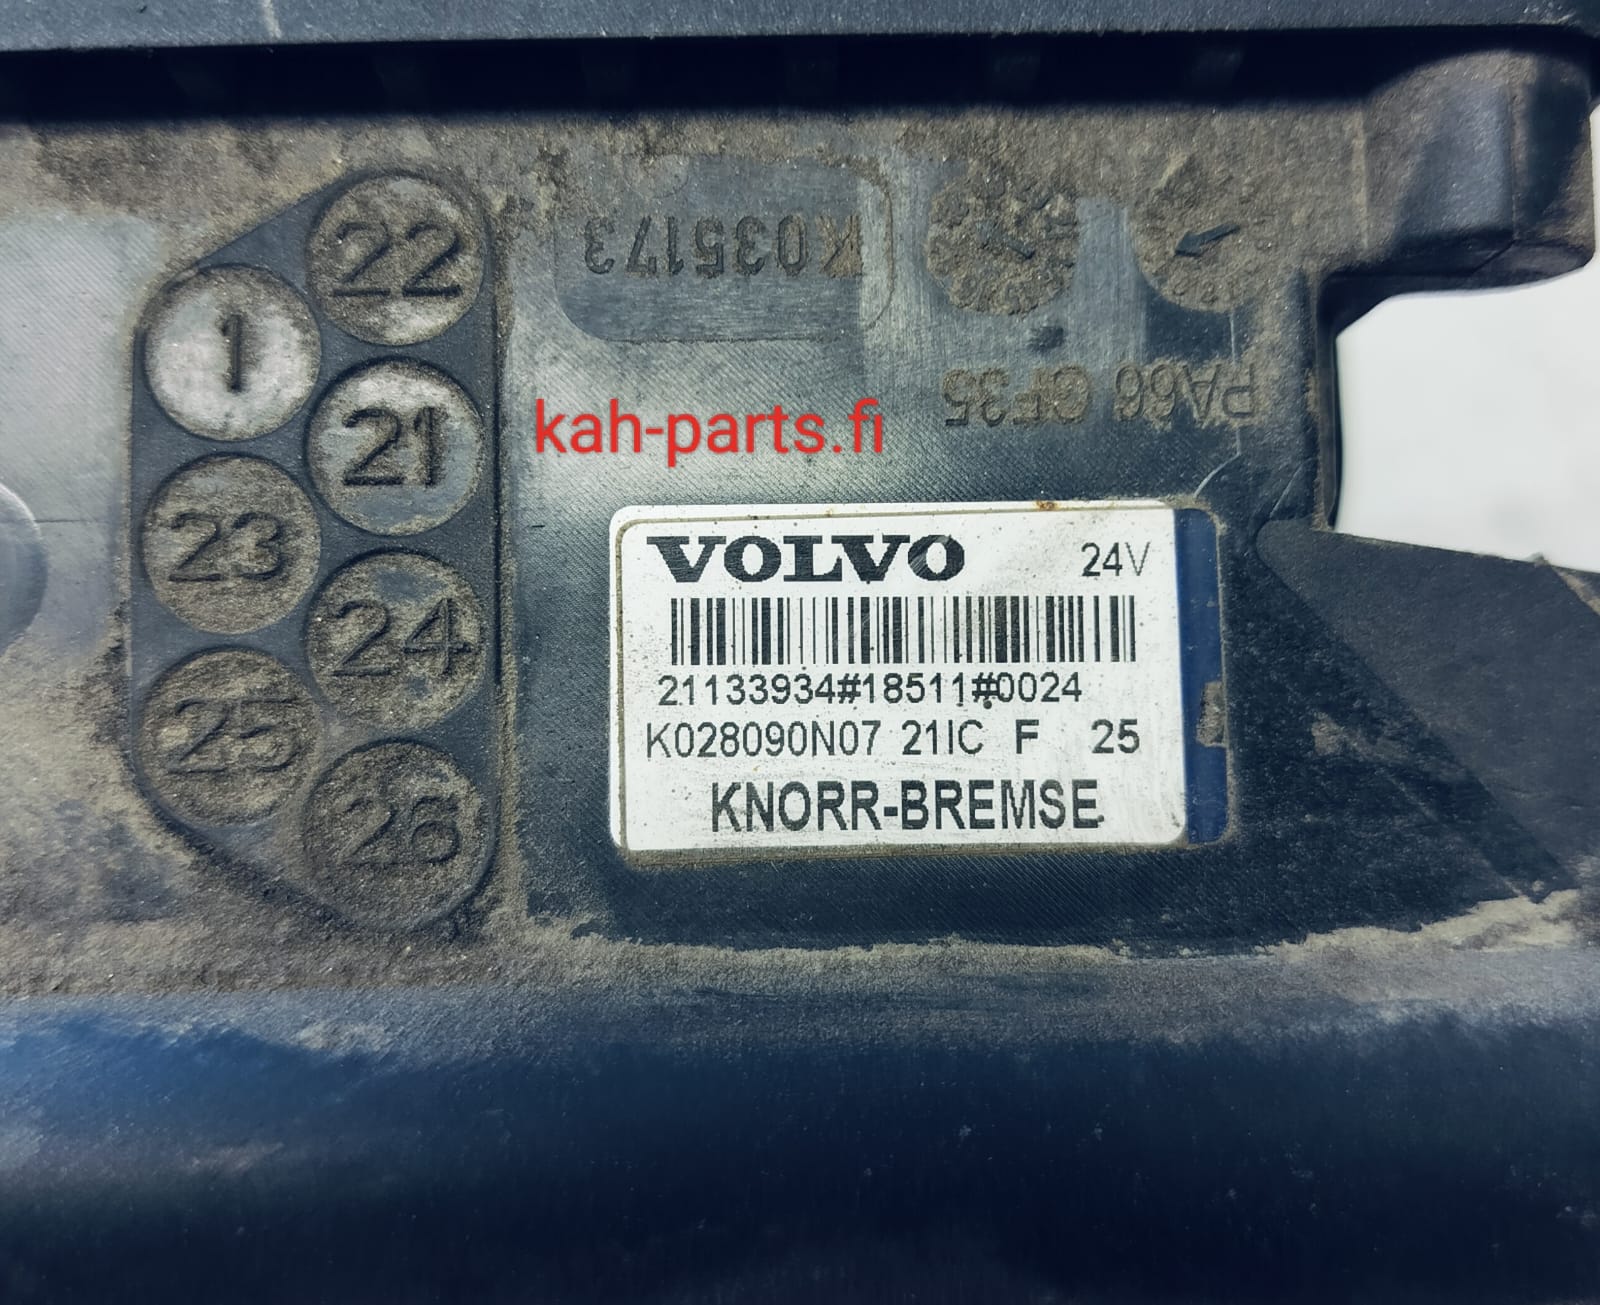 22
1
21
23
24
25
26
K035173
PA66 GF35
kah-parts.fi
VOLVO 24V
21133934#18511#0024
K028090N07 21IC F 25
KNORR-BREMSE